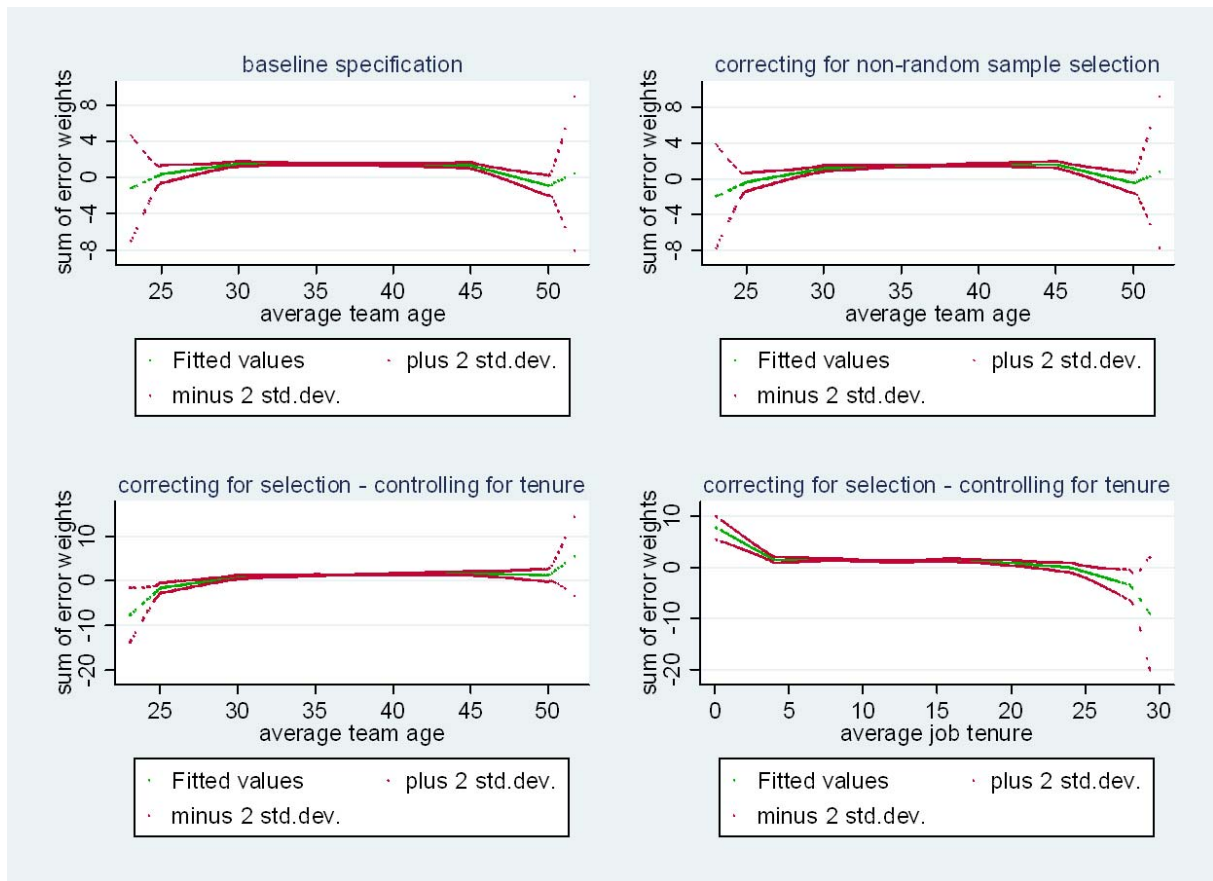 baseline specification
sum of error weights
8
4
0
-4
-8
25 30 35 40 45 50
average team age
Fitted values plus 2 std.dev.
minus 2 std.dev.
correcting for non-random sample selection
sum of error weights
8
4
0
-4
-8
25 30 35 40 45 50
average team age
Fitted values plus 2 std.dev.
minus 2 std.dev.
correcting for selection - controlling for tenure
sum of error weights
10
0
-10
-20
25 30 35 40 45 50
average team age
Fitted values plus 2 std.dev.
minus 2 std.dev.
correcting for selection - controlling for tenure
sum of error weights
10
0
-10
-20
0 5 10 15 20 25 30
average job tenure
Fitted values plus 2 std.dev.
minus 2 std.dev.